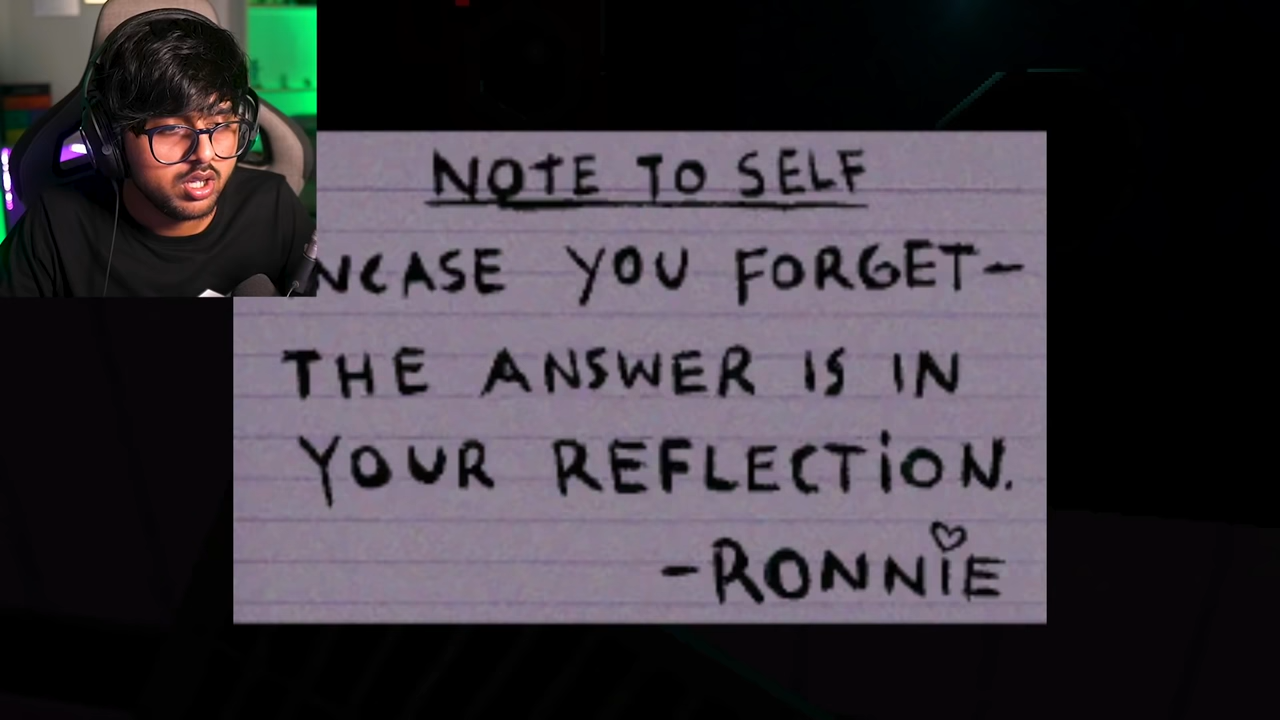 NOTE TO SELF
NCASE YOU FORGET-
THE ANSWER IS IN
YOUR REFLECTION.
-RONNIE